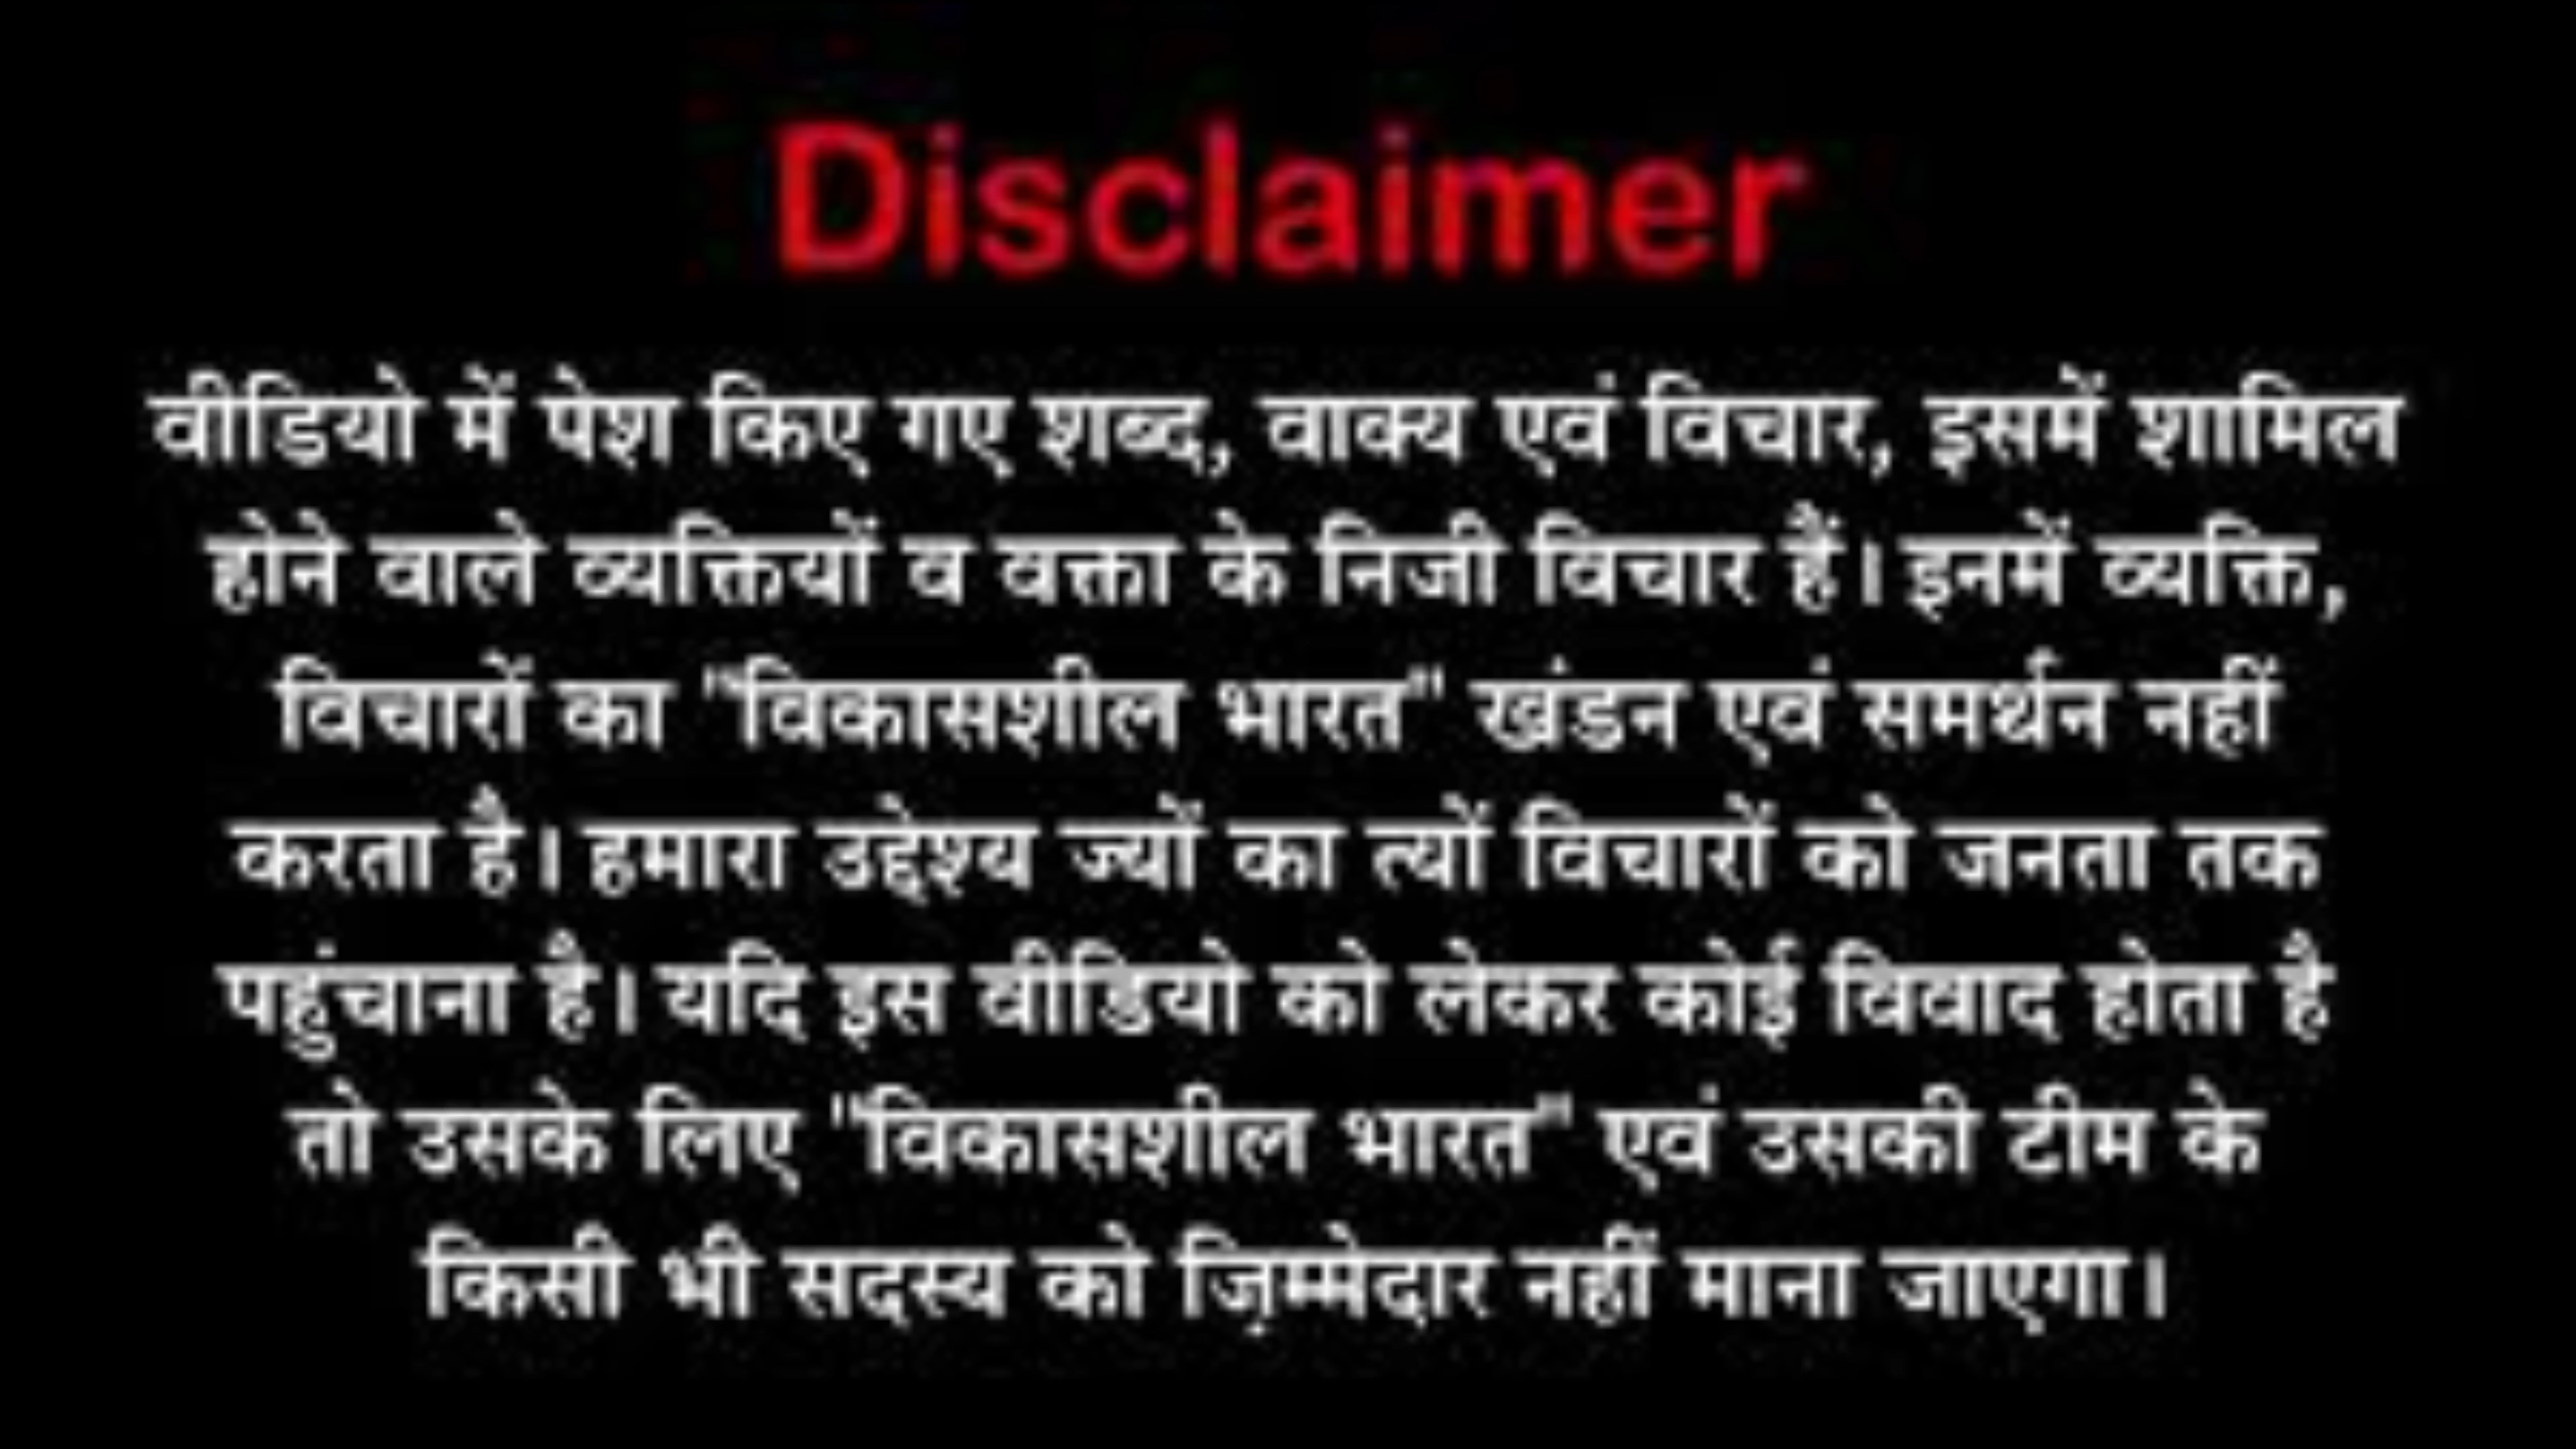 Disclaimer
वीडियो में पेश किए गए शब्द, वाक्य एवं विचार, इसमें शामिल
होने वाले व्यक्तियों व वक्ता के निजी विचार हैं। इनमें व्यक्ति,
विचारों का "विकासशील भारत" खंडन एवं समर्थन नहीं
करता है। हमारा उद्देश्य ज्यों का त्यों विचारों को जनता तक
पहुंचाना है। यदि इस वीडियो को लेकर कोई विवाद होता है
तो उसके लिए "विकासशील भारत" एवं उसकी टीम के
किसी भी सदस्य को ज़िम्मेदार नहीं माना जाएगा।